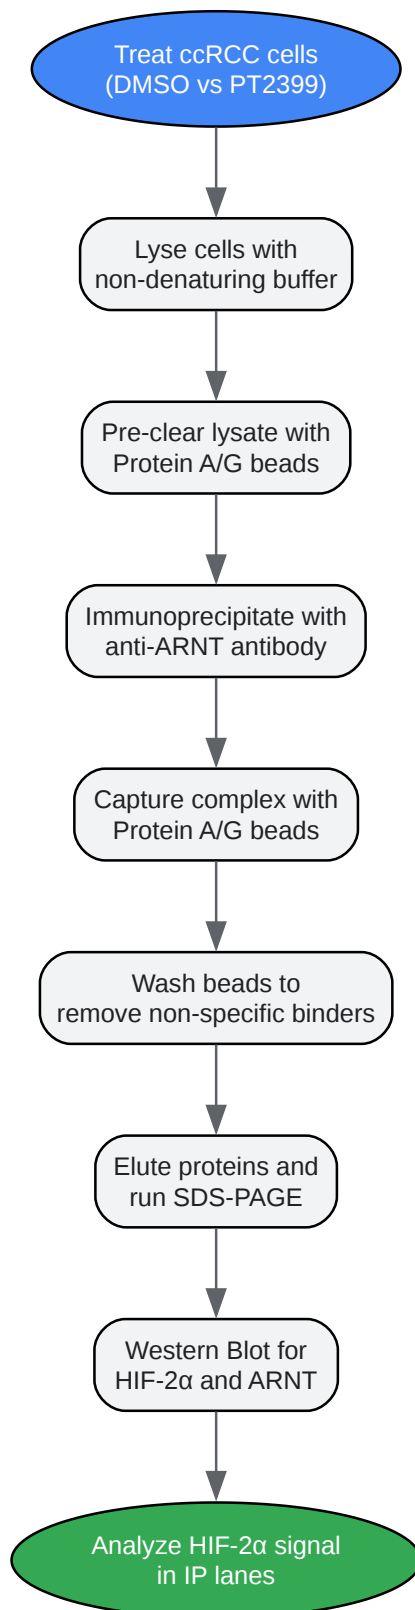 Treat ccRCC cells
(DMSO vs PT2399)
Lyse cells with
non-denaturing buffer
Pre-clear lysate with
Protein A/G beads
Immunoprecipitate with
anti-ARNT antibody
Capture complex with
Protein A/G beads
Wash beads to
remove non-specific binders
Elute proteins and
run SDS-PAGE
Western Blot for
HIF-2α and ARNT
Analyze HIF-2α signal
in IP lanes